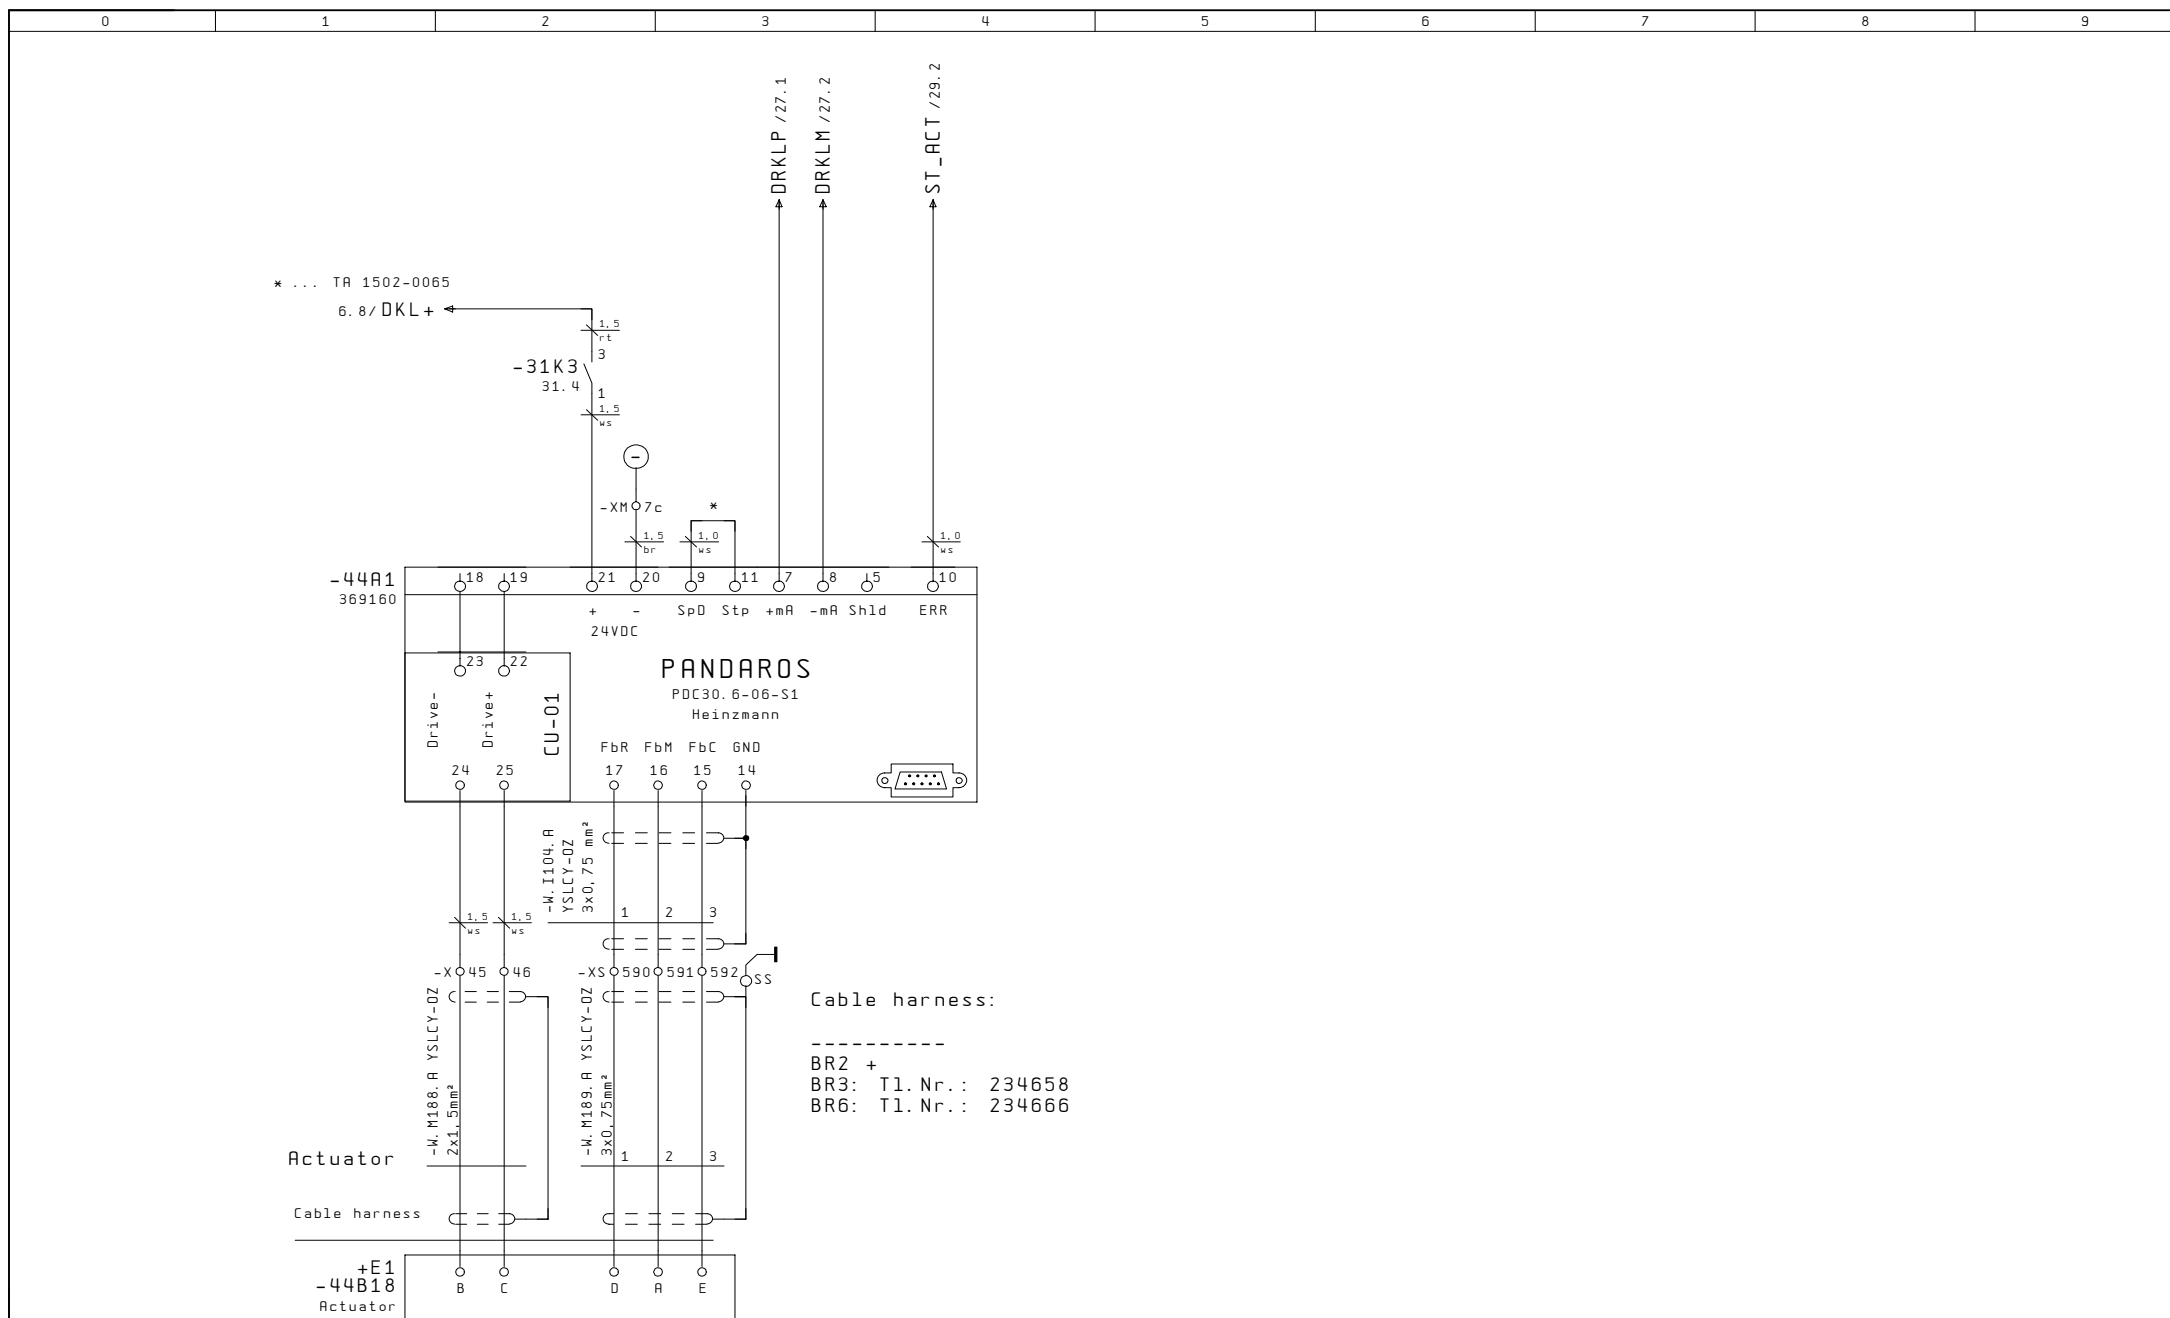 0 1 2 3 4 5 6 7 8 9
DRKLP /27.1
DRKLM /27.2
ST_ACT /29.2
* ... TA 1502-0065
6.8/ DKL+
1,5
rt
3
-31K3
31.4
1
1,5
ws
-
-XM 7c
*
1,5
br
1,0
ws
1,0
ws
-44A1
369160
18 19 21 20 9 11 7 8 5 10
+ - SpD Stp +mA -mA Shld ERR
24VDC
23 22
PANDAROS
PDC30.6-06-S1
Heinzmann
Drive-
Drive+
CU-01
FbR FbM FbC GND
24 25 17 16 15 14
-W.I104.A
YSLCY-OZ
3x0,75 mm²
1 2 3
1,5
ws
1,5
ws
-X 45 46 -XS 590 591 592
SS
-W.M188.A YSLCY-OZ
2x1,5mm²
-W.M189.A YSLCY-OZ
3x0,75mm²
Cable harness:
----------
BR2 +
BR3: Tl.Nr.: 234658
BR6: Tl.Nr.: 234666
Actuator
1 2 3
Cable harness
+E1
-44B18
Actuator
B C D A E